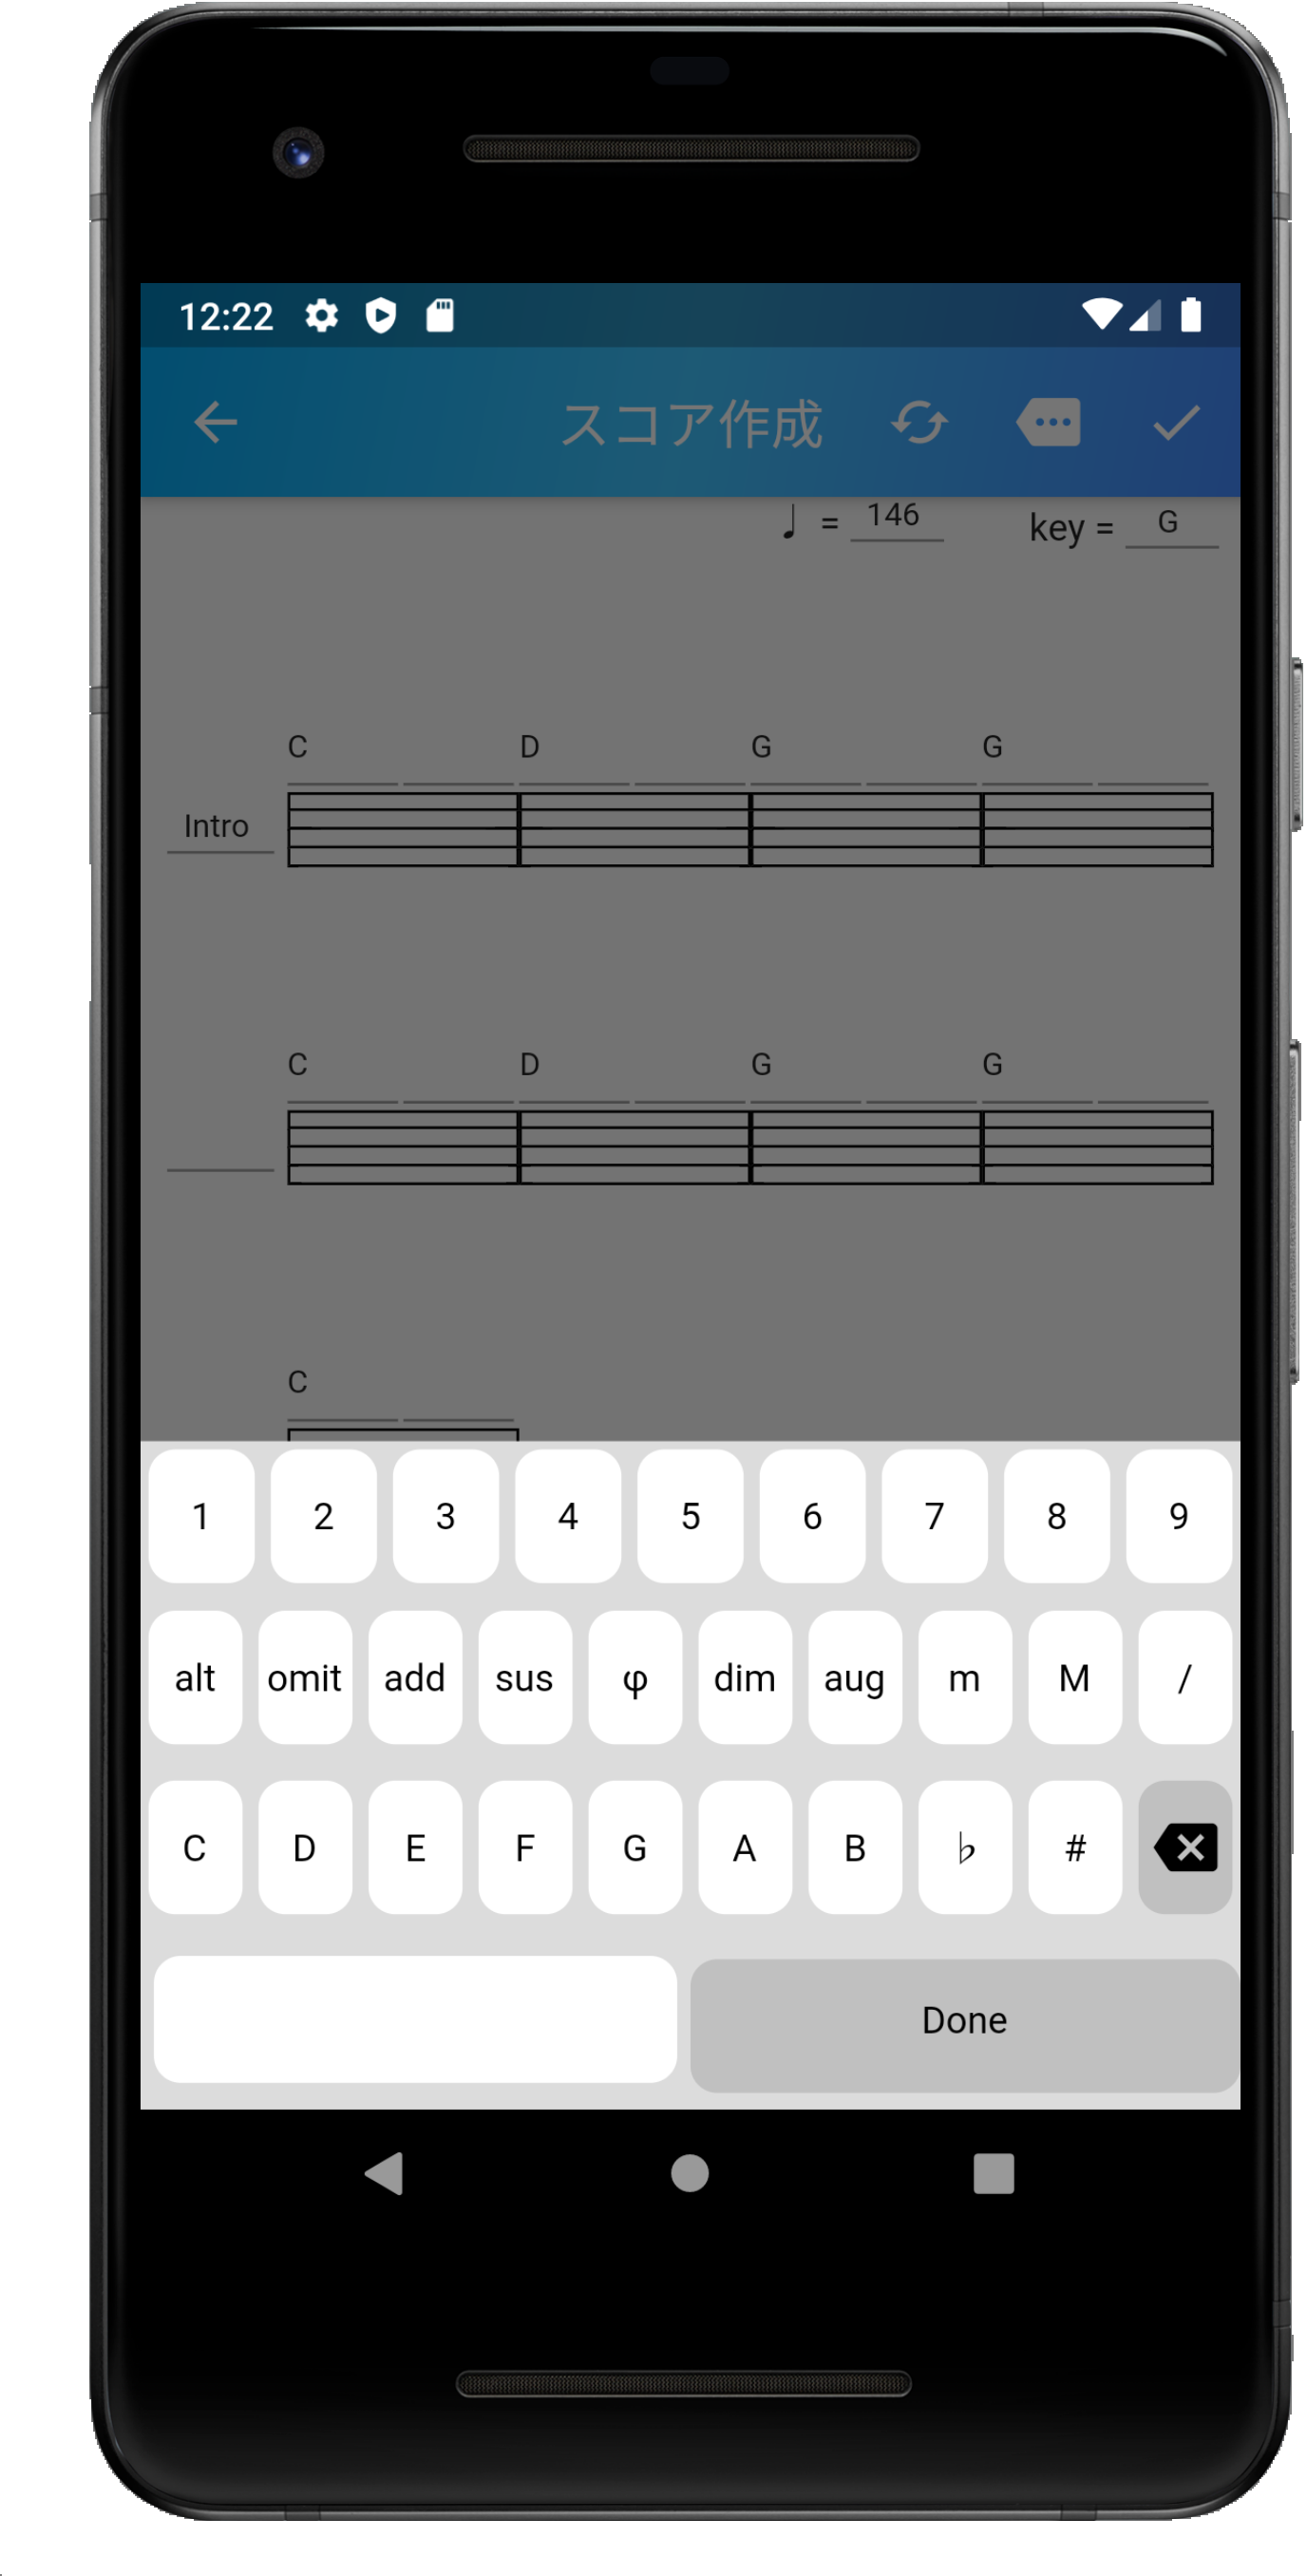 12:22
スコア作成
♩ = 146 key = G
C D G G
Intro
C D G G
C
1 2 3 4 5 6 7 8 9
alt omit add sus φ dim aug m M /
C D E F G A B ♭ #
Done